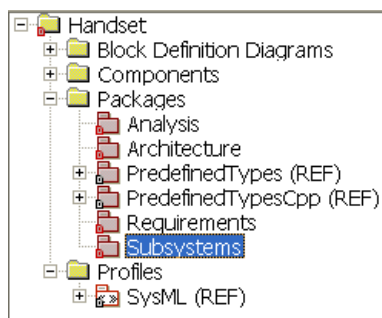 Handset
Block Definition Diagrams
Components
Packages
Analysis
Architecture
PredefinedTypes (REF)
PredefinedTypesCpp (REF)
Requirements
Subsystems
Profiles
SysML (REF)